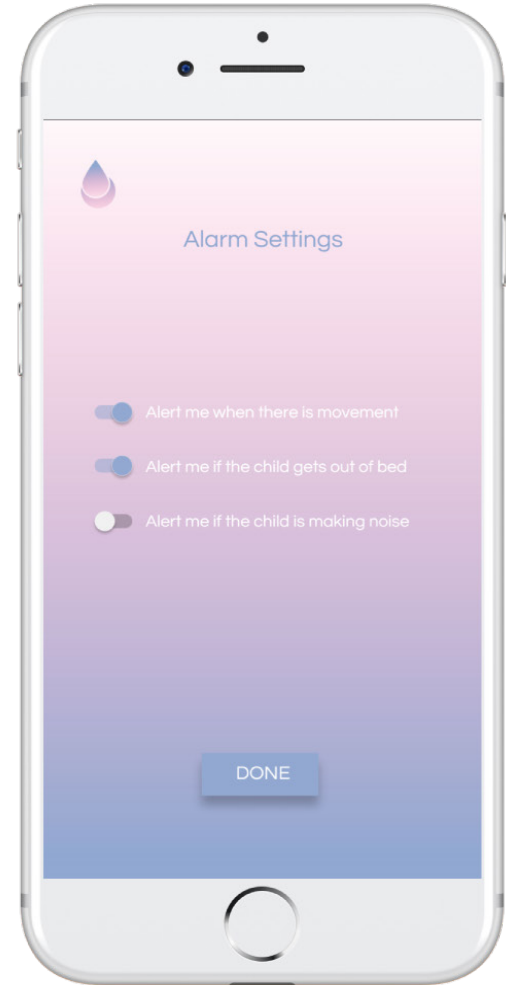 Alarm Settings
Alert me when there is movement
Alert me if the child gets out of bed
Alert me if the child is making noise
DONE